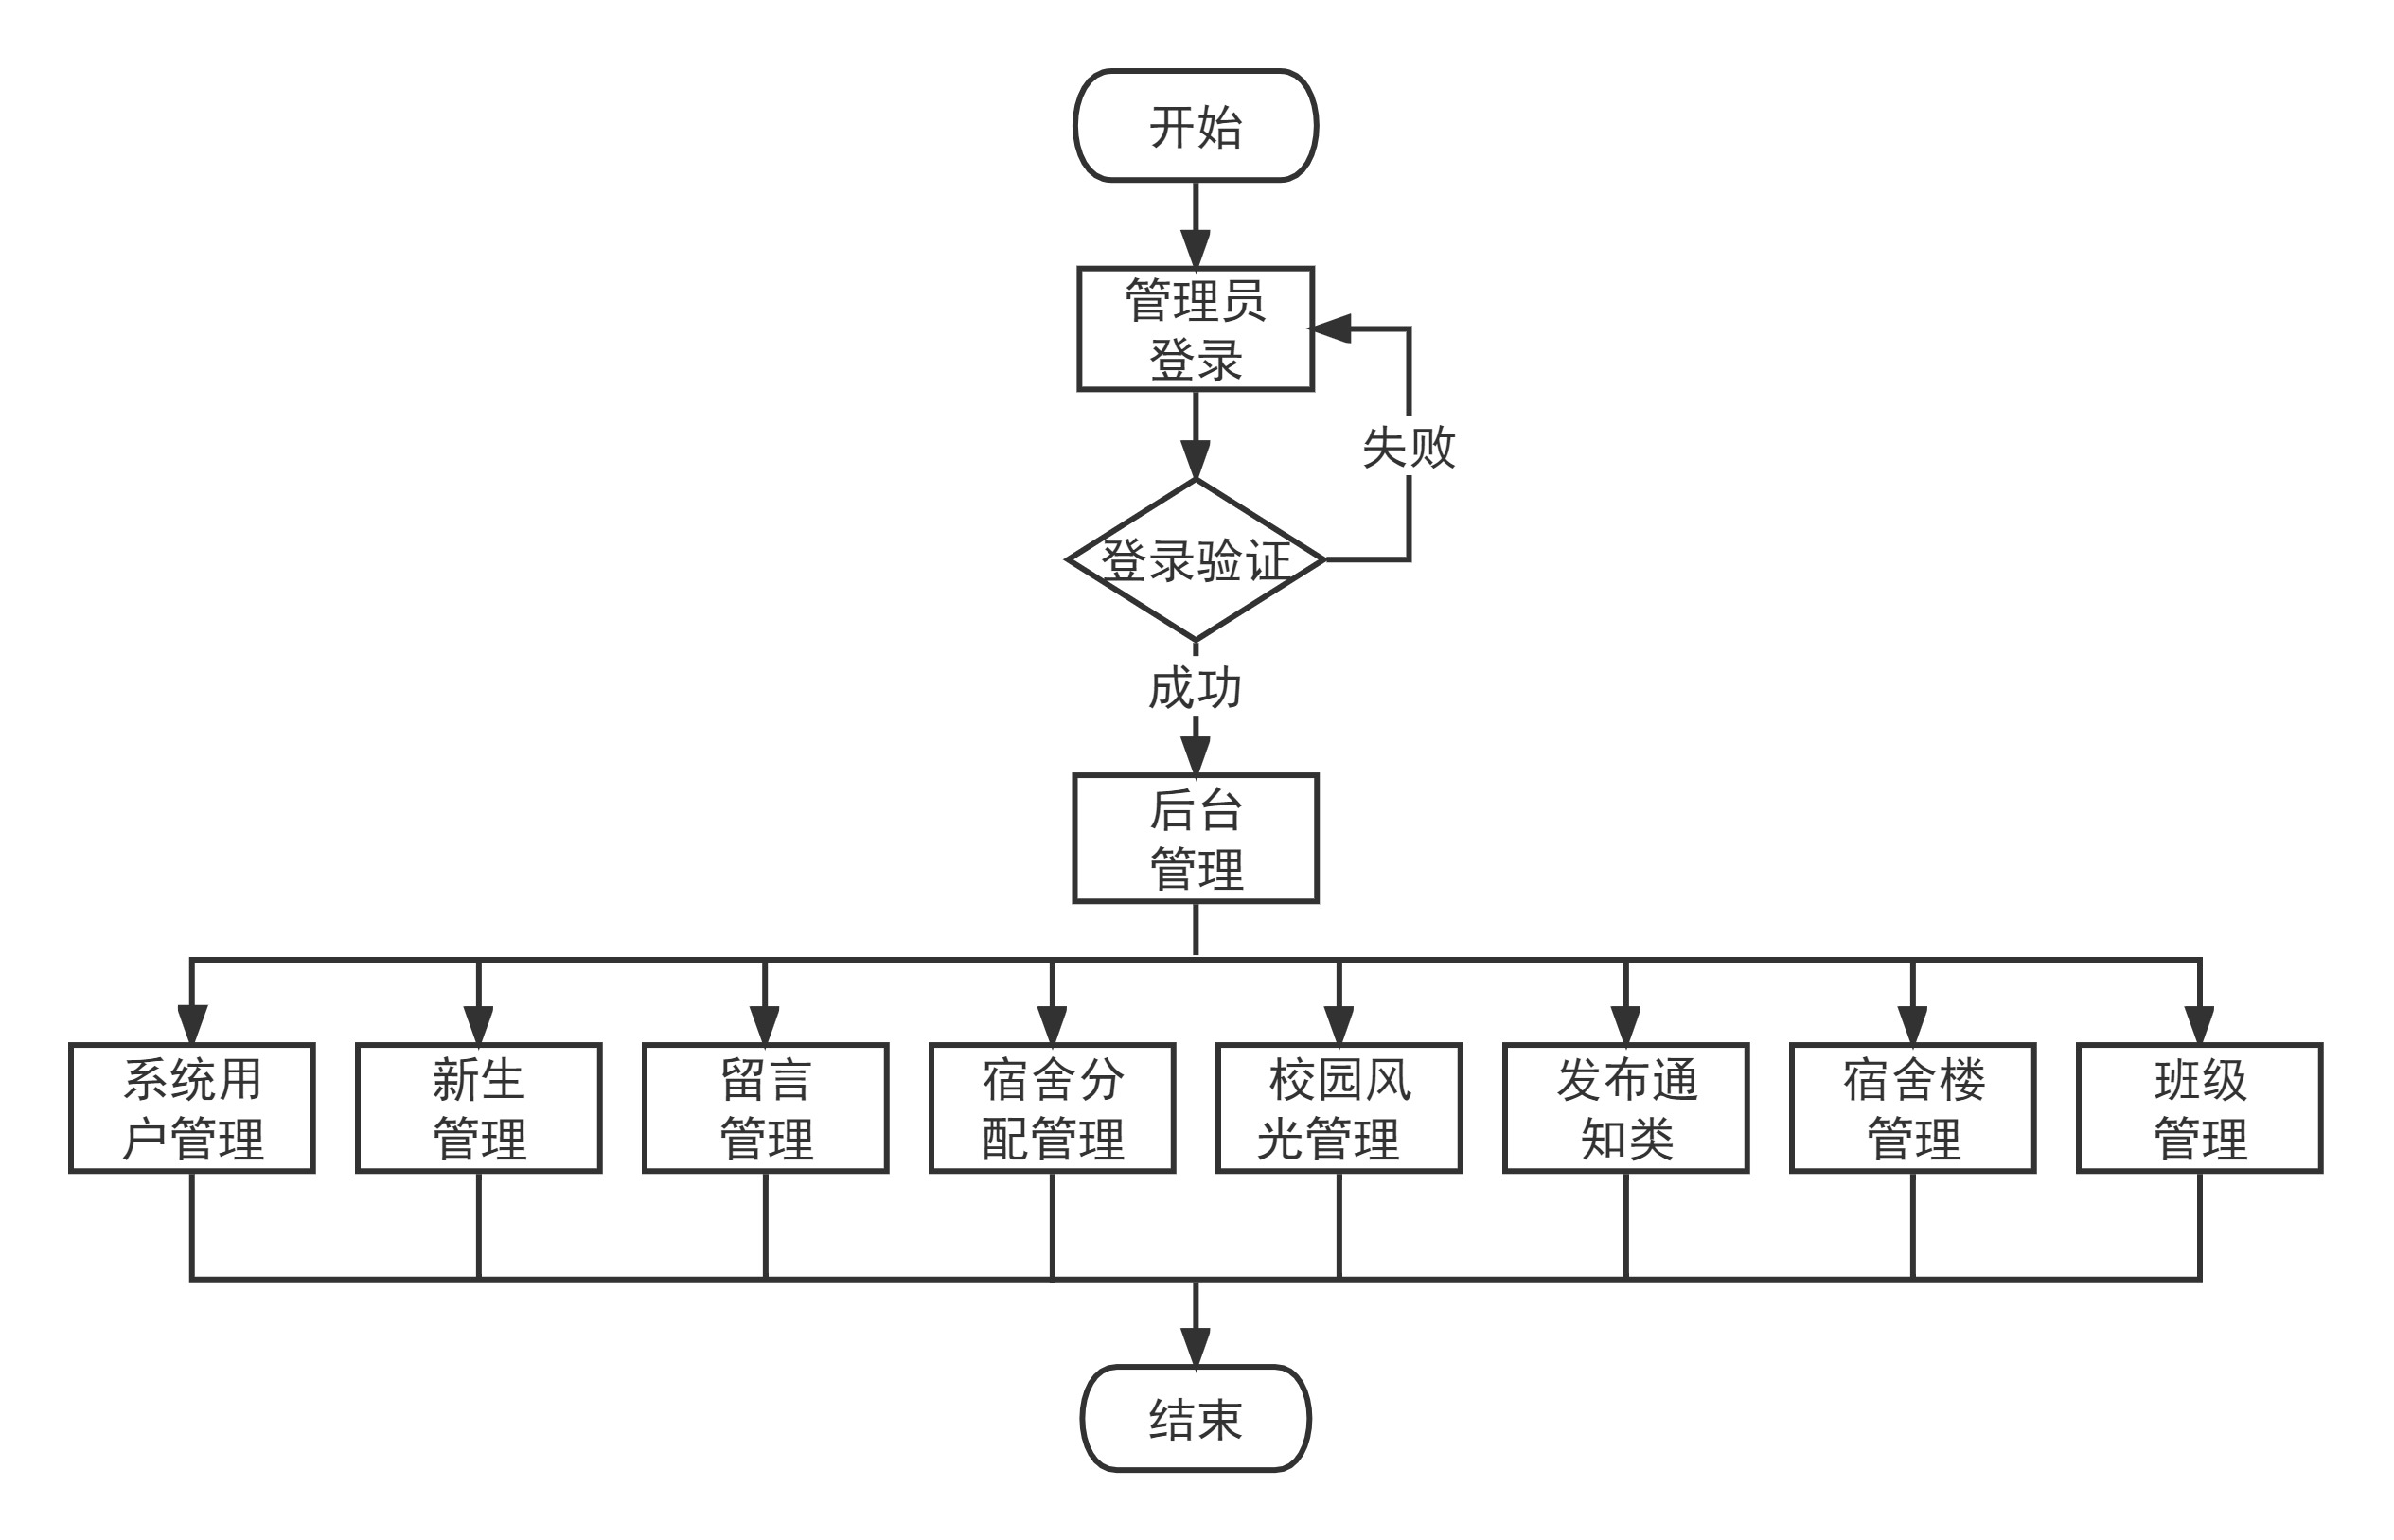 开始
管理员
登录
失败
登录验证
成功
后台
管理
系统用
户管理
新生
管理
留言
管理
宿舍分
配管理
校园风
光管理
发布通
知类
宿舍楼
管理
班级
管理
结束